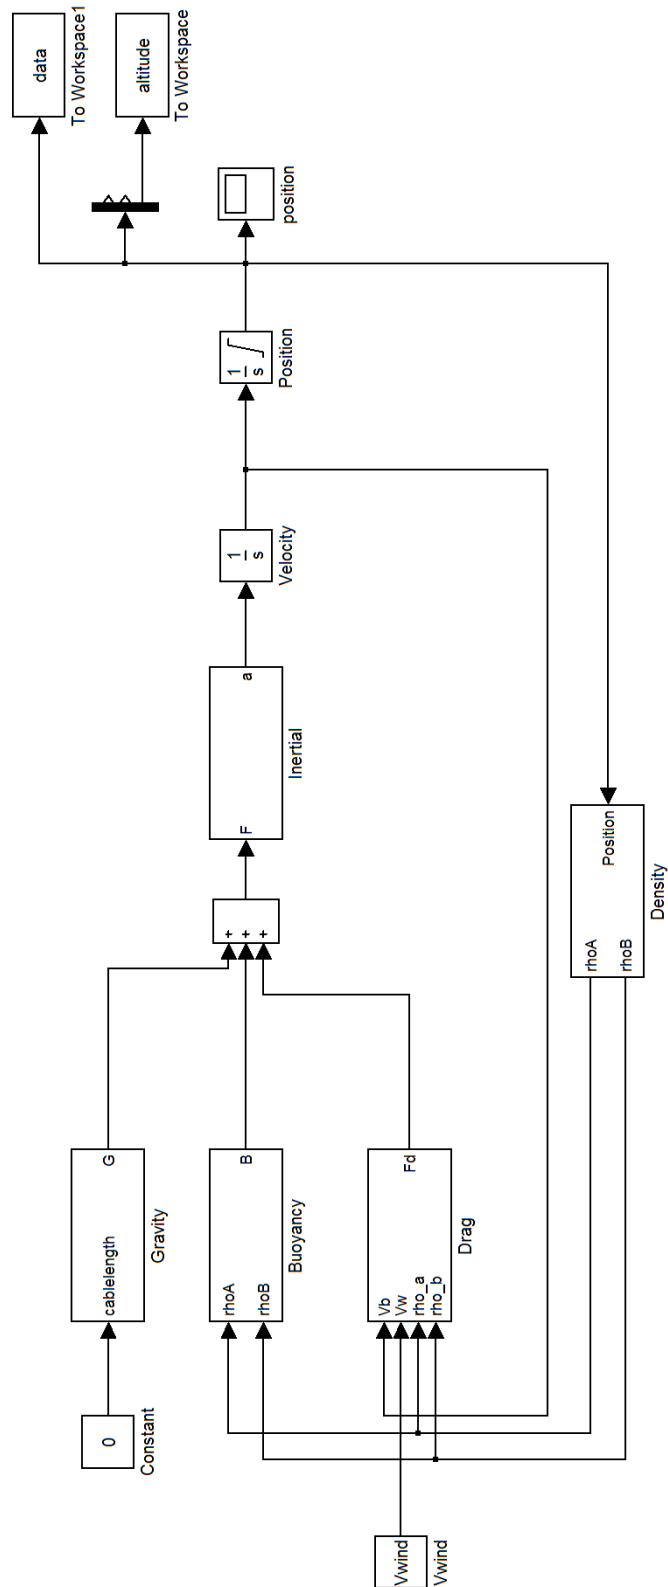 0
Constant
cablelength
G
Gravity
rhoA
rhoB
B
Buoyancy
Vwind
Vwind
Vb
Vw
rho_a
rho_b
Fd
Drag
+
+
+
F
a
Inertial
1
s
Velocity
1
s
Position
position
data
To Workspace1
altitude
To Workspace
rhoA
rhoB
Position
Density